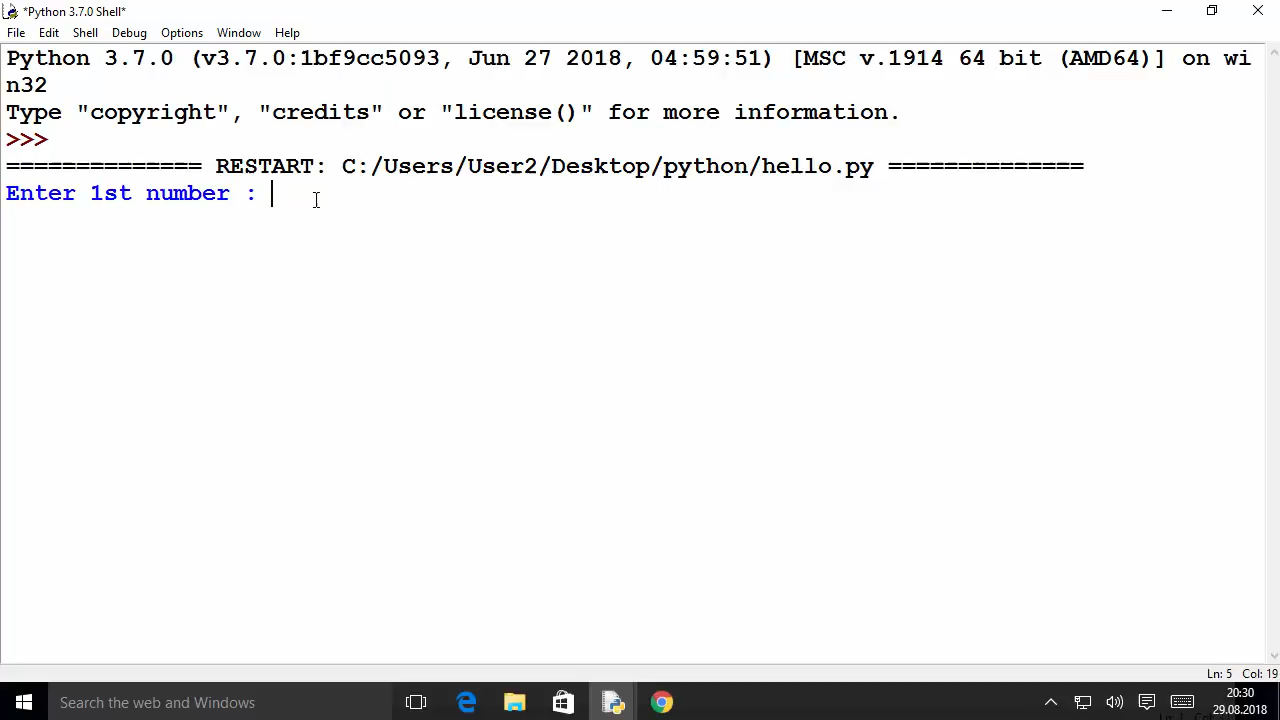 *Python 3.7.0 Shell*
File Edit Shell Debug Options Window Help
Python 3.7.0 (v3.7.0:1bf9cc5093, Jun 27 2018, 04:59:51) [MSC v.1914 64 bit (AMD64)] on wi
n32
Type "copyright", "credits" or "license()" for more information.
>>>
============== RESTART: C:/Users/User2/Desktop/python/hello.py ==============
Enter 1st number :
Ln: 5 Col: 19
Search the web and Windows
20:30
29.08.2018